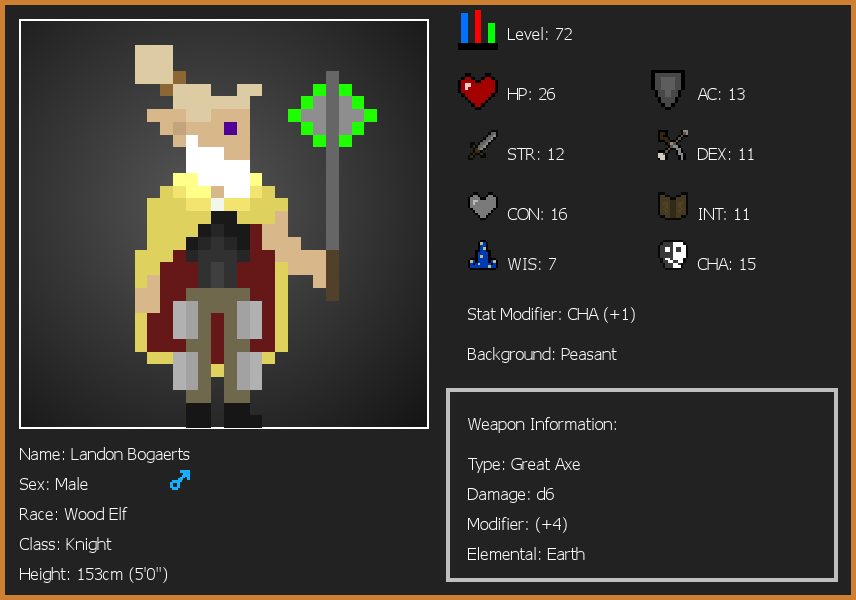 Level: 72
HP: 26
AC: 13
STR: 12
DEX: 11
CON: 16
INT: 11
WIS: 7
CHA: 15
Stat Modifier: CHA (+1)
Background: Peasant
Weapon Information:
Type: Great Axe
Damage: d6
Modifier: (+4)
Elemental: Earth
Name: Landon Bogaerts
Sex: Male
Race: Wood Elf
Class: Knight
Height: 153cm (5'0")